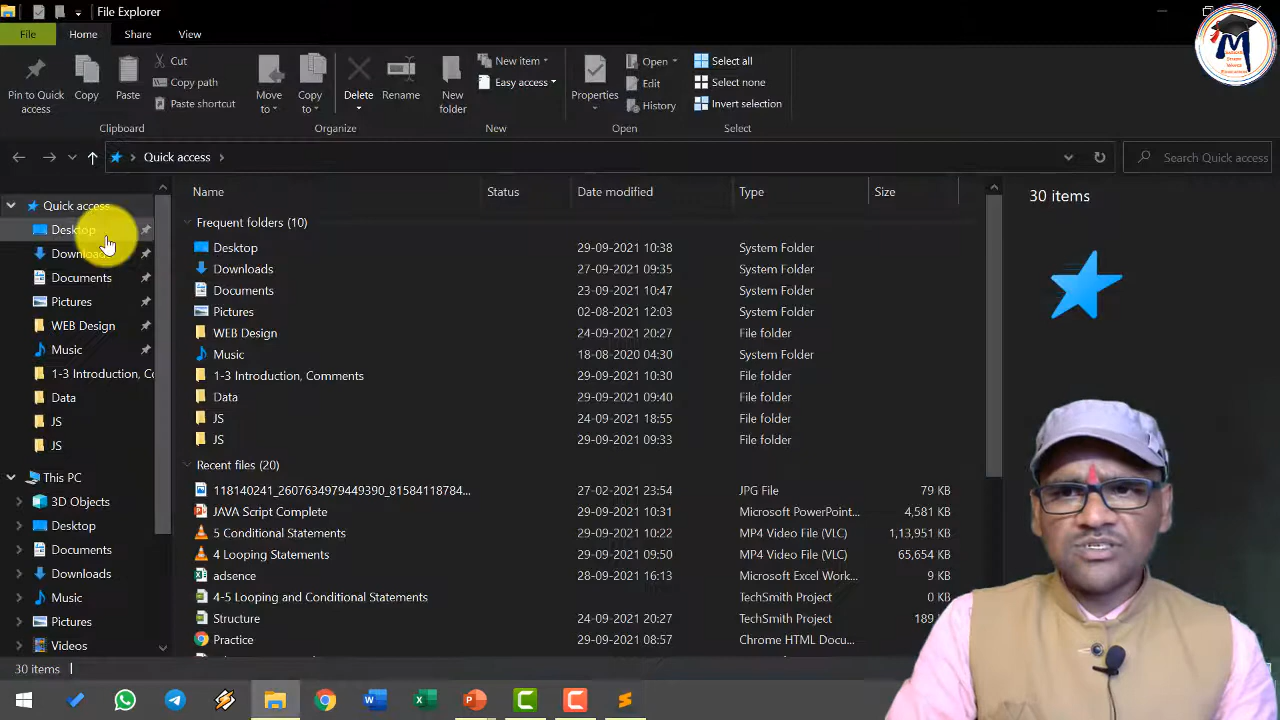 File Explorer
File Home Share View
Pin to Quick access
Copy
Paste
Cut
Copy path
Paste shortcut
Clipboard
Move to
Copy to
Delete
Rename
Organize
New folder
New item
Easy access
New
Properties
Open
Edit
History
Open
Select all
Select none
Invert selection
Select
Quick access
Search Quick access
Quick access
Desktop
Downloads
Documents
Pictures
WEB Design
Music
1-3 Introduction, Co
Data
JS
JS
This PC
3D Objects
Desktop
Documents
Downloads
Music
Pictures
Videos
Name Status Date modified Type Size
Frequent folders (10)
Desktop 29-09-2021 10:38 System Folder
Downloads 27-09-2021 09:35 System Folder
Documents 23-09-2021 10:47 System Folder
Pictures 02-08-2021 12:03 System Folder
WEB Design 24-09-2021 20:27 File folder
Music 18-08-2020 04:30 System Folder
1-3 Introduction, Comments 29-09-2021 10:30 File folder
Data 29-09-2021 09:40 File folder
JS 24-09-2021 18:55 File folder
JS 29-09-2021 09:33 File folder
Recent files (20)
118140241_2607634979449390_81584118784... 27-02-2021 23:54 JPG File 79 KB
JAVA Script Complete 29-09-2021 10:31 Microsoft PowerPoint... 4,581 KB
5 Conditional Statements 29-09-2021 10:22 MP4 Video File (VLC) 1,13,951 KB
4 Looping Statements 29-09-2021 09:50 MP4 Video File (VLC) 65,654 KB
adsence 28-09-2021 16:13 Microsoft Excel Work... 9 KB
4-5 Looping and Conditional Statements TechSmith Project 0 KB
Structure 24-09-2021 20:27 TechSmith Project 189
Practice 29-09-2021 08:57 Chrome HTML Docu...
30 items
30 items
M